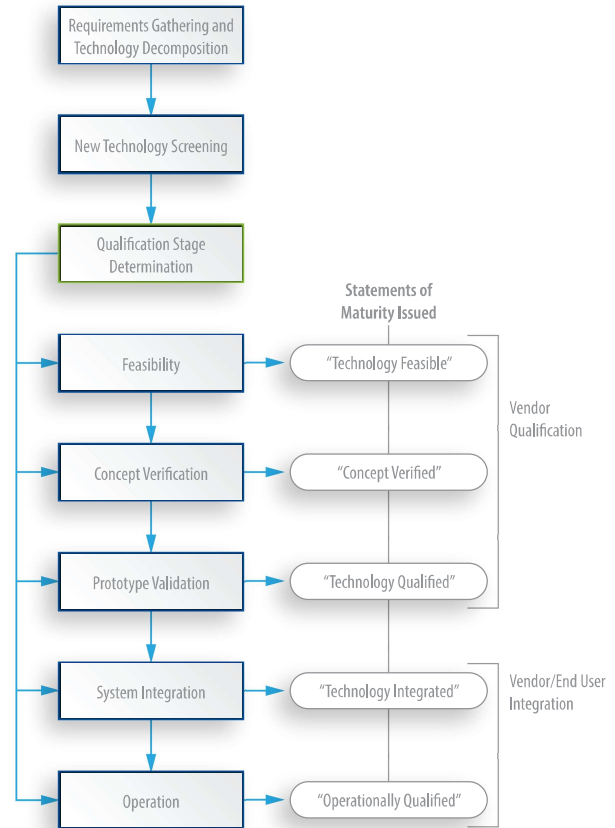 Requirements Gathering and
Technology Decomposition
New Technology Screening
Qualification Stage
Determination
Statements of
Maturity Issued
Feasibility
"Technology Feasible"
Vendor
Qualification
Concept Verification
"Concept Verified"
Prototype Validation
"Technology Qualified"
System Integration
"Technology Integrated"
Vendor/End User
Integration
Operation
"Operationally Qualified"